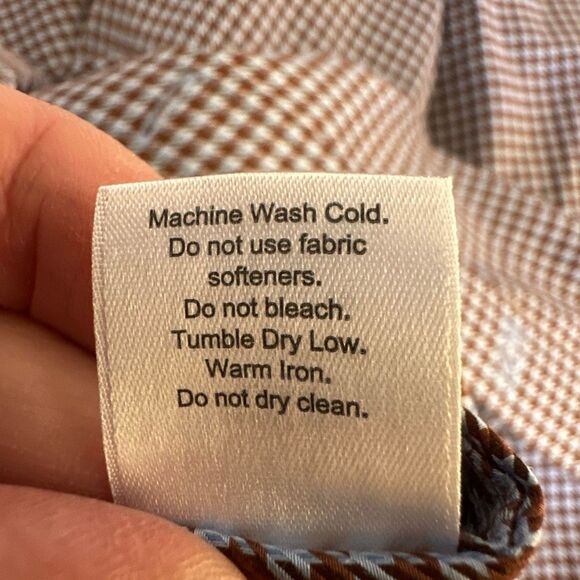 Machine Wash Cold.
Do not use fabric
softeners.
Do not bleach.
Tumble Dry Low.
Warm Iron.
Do not dry clean.